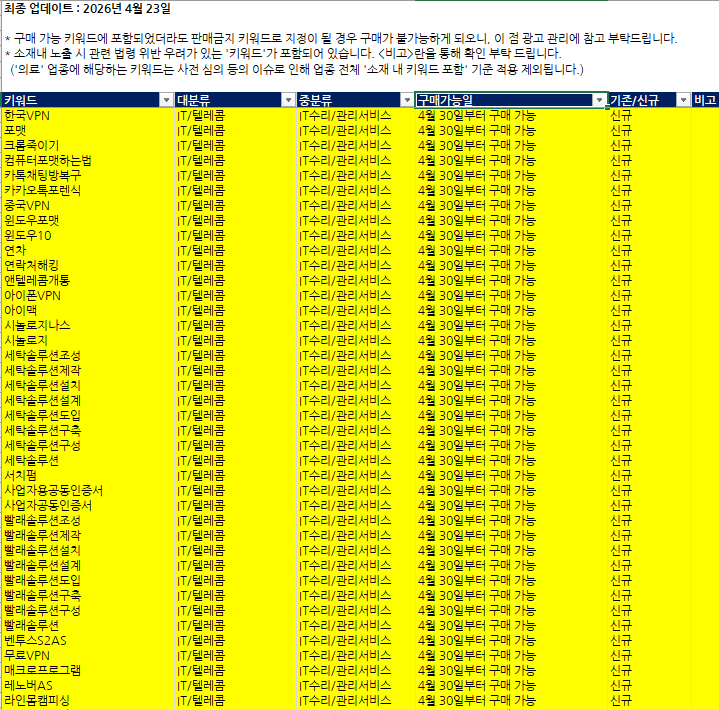 최종 업데이트 : 2026년 4월 23일
* 구매 가능 키워드에 포함되었더라도 판매금지 키워드로 지정이 될 경우 구매가 불가능하게 되오니, 이 점 광고 관리에 참고 부탁드립니다.
* 소재내 노출 시 관련 법령 위반 우려가 있는 '키워드'가 포함되어 있습니다. <비고>란을 통해 확인 부탁 드립니다.
('의료' 업종에 해당하는 키워드는 사전 심의 등의 이슈로 인해 업종 전체 '소재 내 키워드 포함' 기준 적용 제외됩니다.)
키워드 대분류 중분류 구매가능일 기존/신규 비고
한국VPN IT/텔레콤 IT수리/관리서비스 4월 30일부터 구매 가능 신규
포맷 IT/텔레콤 IT수리/관리서비스 4월 30일부터 구매 가능 신규
크롬죽이기 IT/텔레콤 IT수리/관리서비스 4월 30일부터 구매 가능 신규
컴퓨터포맷하는법 IT/텔레콤 IT수리/관리서비스 4월 30일부터 구매 가능 신규
카톡채팅방복구 IT/텔레콤 IT수리/관리서비스 4월 30일부터 구매 가능 신규
카카오톡포렌식 IT/텔레콤 IT수리/관리서비스 4월 30일부터 구매 가능 신규
중국VPN IT/텔레콤 IT수리/관리서비스 4월 30일부터 구매 가능 신규
윈도우포맷 IT/텔레콤 IT수리/관리서비스 4월 30일부터 구매 가능 신규
윈도우10 IT/텔레콤 IT수리/관리서비스 4월 30일부터 구매 가능 신규
연차 IT/텔레콤 IT수리/관리서비스 4월 30일부터 구매 가능 신규
연락처해킹 IT/텔레콤 IT수리/관리서비스 4월 30일부터 구매 가능 신규
앤텔레콤개통 IT/텔레콤 IT수리/관리서비스 4월 30일부터 구매 가능 신규
아이폰VPN IT/텔레콤 IT수리/관리서비스 4월 30일부터 구매 가능 신규
아이맥 IT/텔레콤 IT수리/관리서비스 4월 30일부터 구매 가능 신규
시놀로지나스 IT/텔레콤 IT수리/관리서비스 4월 30일부터 구매 가능 신규
시놀로지 IT/텔레콤 IT수리/관리서비스 4월 30일부터 구매 가능 신규
세탁솔루션조성 IT/텔레콤 IT수리/관리서비스 4월 30일부터 구매 가능 신규
세탁솔루션제작 IT/텔레콤 IT수리/관리서비스 4월 30일부터 구매 가능 신규
세탁솔루션설치 IT/텔레콤 IT수리/관리서비스 4월 30일부터 구매 가능 신규
세탁솔루션설계 IT/텔레콤 IT수리/관리서비스 4월 30일부터 구매 가능 신규
세탁솔루션도입 IT/텔레콤 IT수리/관리서비스 4월 30일부터 구매 가능 신규
세탁솔루션구축 IT/텔레콤 IT수리/관리서비스 4월 30일부터 구매 가능 신규
세탁솔루션구성 IT/텔레콤 IT수리/관리서비스 4월 30일부터 구매 가능 신규
세탁솔루션 IT/텔레콤 IT수리/관리서비스 4월 30일부터 구매 가능 신규
서치펌 IT/텔레콤 IT수리/관리서비스 4월 30일부터 구매 가능 신규
사업자용공동인증서 IT/텔레콤 IT수리/관리서비스 4월 30일부터 구매 가능 신규
사업자공동인증서 IT/텔레콤 IT수리/관리서비스 4월 30일부터 구매 가능 신규
빨래솔루션조성 IT/텔레콤 IT수리/관리서비스 4월 30일부터 구매 가능 신규
빨래솔루션제작 IT/텔레콤 IT수리/관리서비스 4월 30일부터 구매 가능 신규
빨래솔루션설치 IT/텔레콤 IT수리/관리서비스 4월 30일부터 구매 가능 신규
빨래솔루션설계 IT/텔레콤 IT수리/관리서비스 4월 30일부터 구매 가능 신규
빨래솔루션도입 IT/텔레콤 IT수리/관리서비스 4월 30일부터 구매 가능 신규
빨래솔루션구축 IT/텔레콤 IT수리/관리서비스 4월 30일부터 구매 가능 신규
빨래솔루션구성 IT/텔레콤 IT수리/관리서비스 4월 30일부터 구매 가능 신규
빨래솔루션 IT/텔레콤 IT수리/관리서비스 4월 30일부터 구매 가능 신규
벤투스S2AS IT/텔레콤 IT수리/관리서비스 4월 30일부터 구매 가능 신규
무료VPN IT/텔레콤 IT수리/관리서비스 4월 30일부터 구매 가능 신규
매크로프로그램 IT/텔레콤 IT수리/관리서비스 4월 30일부터 구매 가능 신규
레노버AS IT/텔레콤 IT수리/관리서비스 4월 30일부터 구매 가능 신규
라인몸캠피싱 IT/텔레콤 IT수리/관리서비스 4월 30일부터 구매 가능 신규